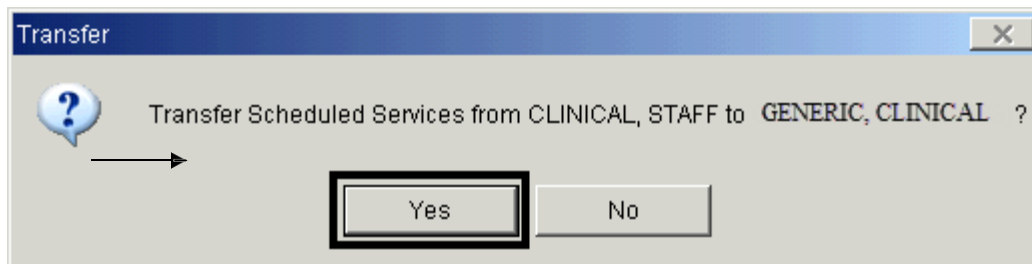 Transfer
Transfer Scheduled Services from CLINICAL, STAFF to GENERIC, CLINICAL ?
Yes No